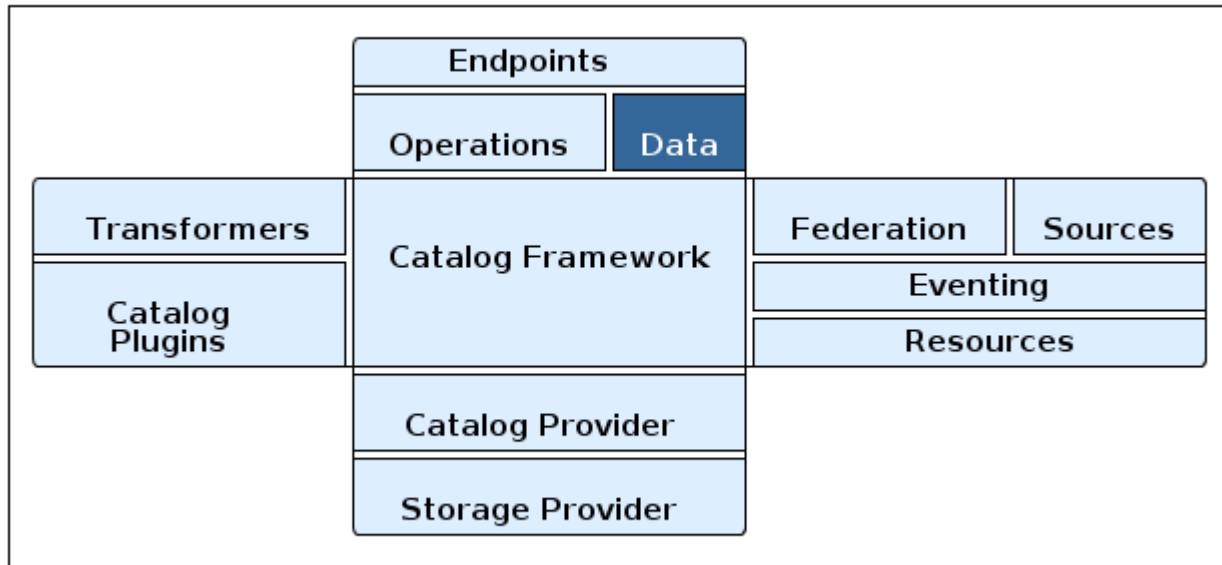 Endpoints
Operations
Data
Transformers
Catalog Framework
Federation
Sources
Eventing
Catalog
Plugins
Resources
Catalog Provider
Storage Provider